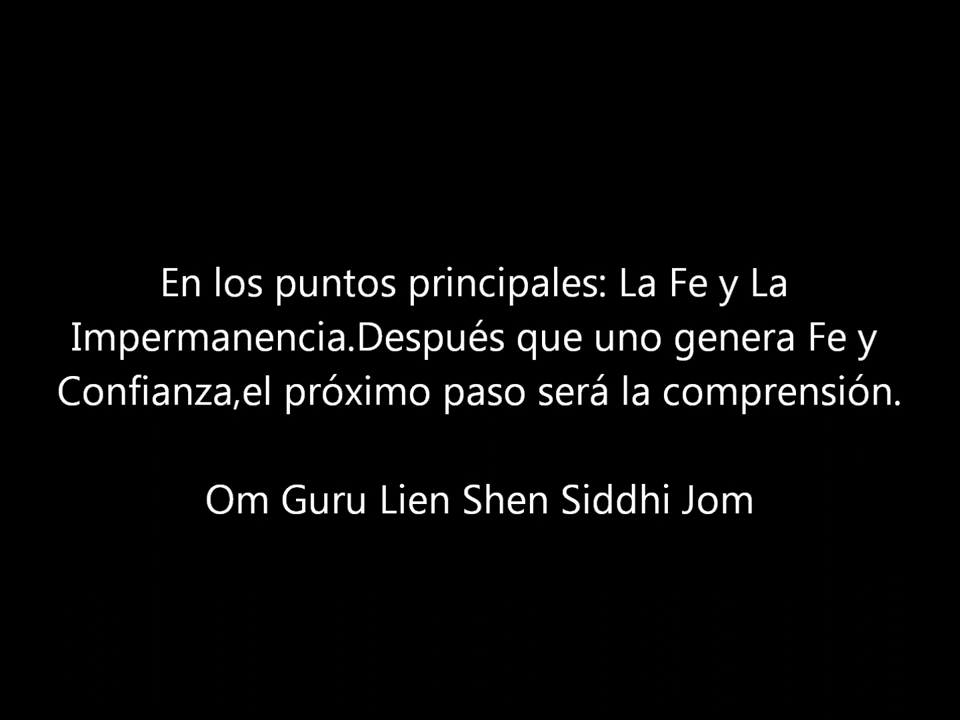 En los puntos principales: La Fe y La
Impermanencia.Después que uno genera Fe y
Confianza,el próximo paso será la comprensión.
Om Guru Lien Shen Siddhi Jom